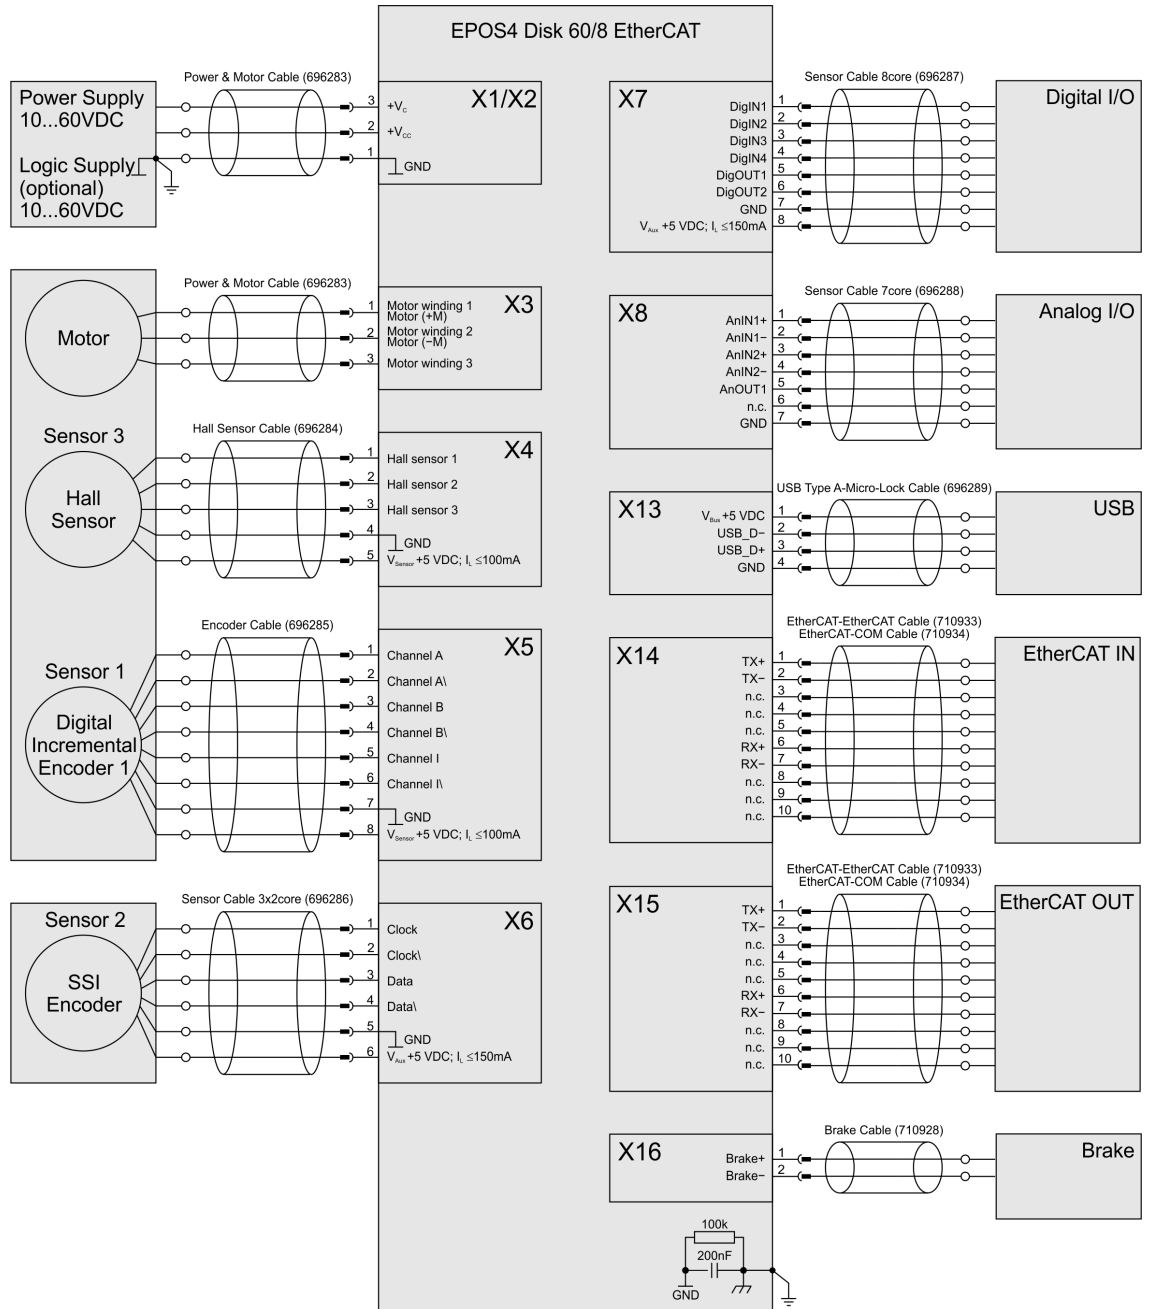 EPOS4 Disk 60/8 EtherCAT
Power & Motor Cable (696283)
Power Supply
10...60VDC
Logic Supply
(optional)
10...60VDC
X1/X2
3 +Vc
2 +Vcc
1 GND
Power & Motor Cable (696283)
Motor
X3
1 Motor winding 1
Motor (+M)
2 Motor winding 2
Motor (−M)
3 Motor winding 3
Sensor 3
Hall Sensor Cable (696284)
Hall
Sensor
X4
1 Hall sensor 1
2 Hall sensor 2
3 Hall sensor 3
4 GND
5 VSensor +5 VDC; IL ≤100mA
Encoder Cable (696285)
Sensor 1
Digital
Incremental
Encoder 1
X5
1 Channel A
2 Channel A\
3 Channel B
4 Channel B\
5 Channel I
6 Channel I\
7 GND
8 VSensor +5 VDC; IL ≤100mA
Sensor Cable 3x2core (696286)
Sensor 2
SSI
Encoder
X6
1 Clock
2 Clock\
3 Data
4 Data\
5 GND
6 VAux +5 VDC; IL ≤150mA
Sensor Cable 8core (696287)
X7
Digital I/O
DigIN1 1
DigIN2 2
DigIN3 3
DigIN4 4
DigOUT1 5
DigOUT2 6
GND 7
VAux +5 VDC; IL ≤150mA 8
Sensor Cable 7core (696288)
X8
Analog I/O
AnIN1+ 1
AnIN1− 2
AnIN2+ 3
AnIN2− 4
AnOUT1 5
n.c. 6
GND 7
USB Type A-Micro-Lock Cable (696289)
X13
USB
VBus +5 VDC 1
USB_D− 2
USB_D+ 3
GND 4
EtherCAT-EtherCAT Cable (710933)
EtherCAT-COM Cable (710934)
X14
EtherCAT IN
TX+ 1
TX− 2
n.c. 3
n.c. 4
n.c. 5
RX+ 6
RX− 7
n.c. 8
n.c. 9
n.c. 10
EtherCAT-EtherCAT Cable (710933)
EtherCAT-COM Cable (710934)
X15
EtherCAT OUT
TX+ 1
TX− 2
n.c. 3
n.c. 4
n.c. 5
RX+ 6
RX− 7
n.c. 8
n.c. 9
n.c. 10
Brake Cable (710928)
X16
Brake
Brake+ 1
Brake− 2
100k
200nF
GND